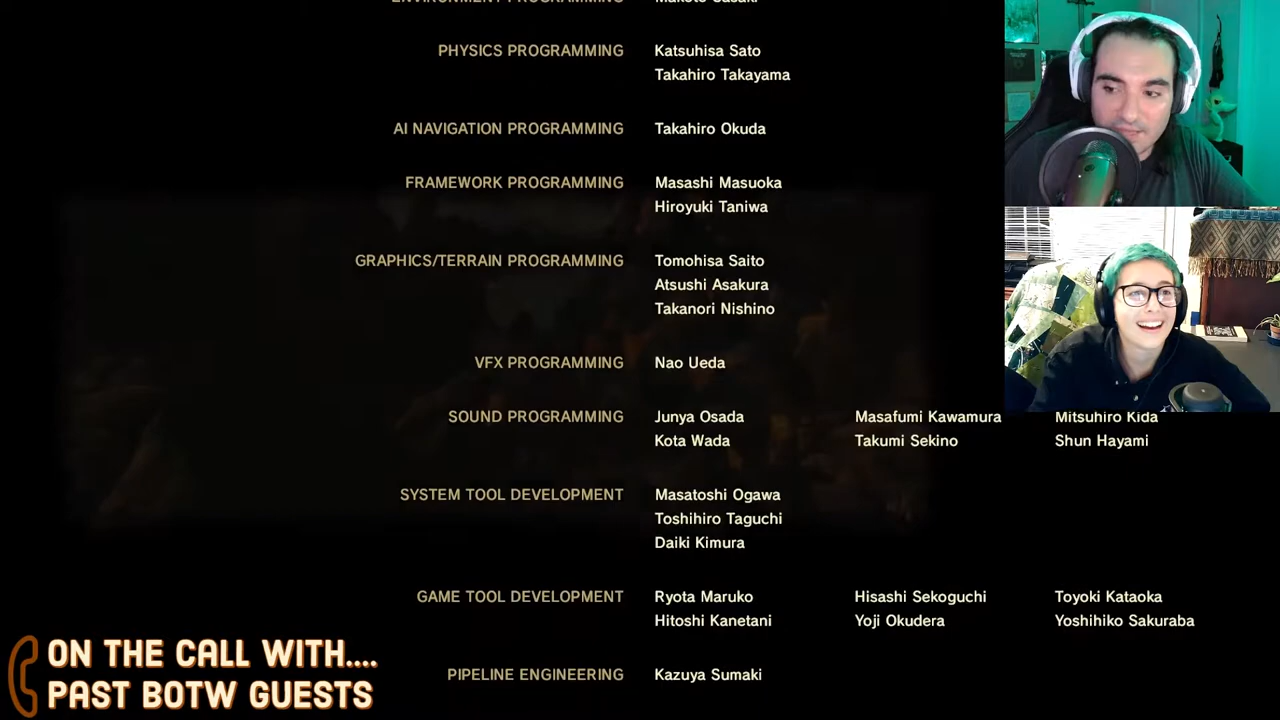 ENVIRONMENT PROGRAMMING Makoto Sasaki
PHYSICS PROGRAMMING Katsuhisa Sato
Takahiro Takayama
AI NAVIGATION PROGRAMMING Takahiro Okuda
FRAMEWORK PROGRAMMING Masashi Masuoka
Hiroyuki Taniwa
GRAPHICS/TERRAIN PROGRAMMING Tomohisa Saito
Atsushi Asakura
Takanori Nishino
VFX PROGRAMMING Nao Ueda
SOUND PROGRAMMING Junya Osada Masafumi Kawamura Mitsuhiro Kida
Kota Wada Takumi Sekino Shun Hayami
SYSTEM TOOL DEVELOPMENT Masatoshi Ogawa
Toshihiro Taguchi
Daiki Kimura
GAME TOOL DEVELOPMENT Ryota Maruko Hisashi Sekoguchi Toyoki Kataoka
Hitoshi Kanetani Yoji Okudera Yoshihiko Sakuraba
PIPELINE ENGINEERING Kazuya Sumaki
ON THE CALL WITH....
PAST BOTW GUESTS